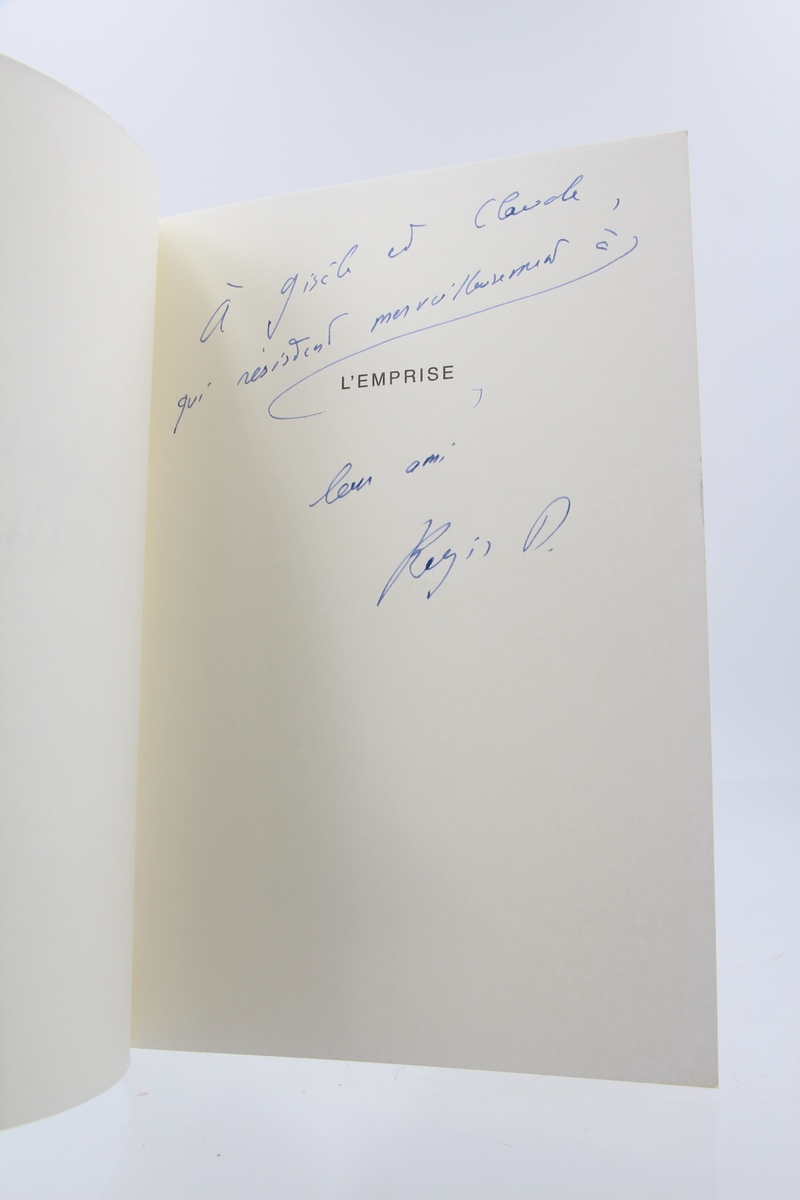 À Gisèle et Claude,
qui résistent merveilleusement à
L'EMPRISE,
leur ami
Régis D.